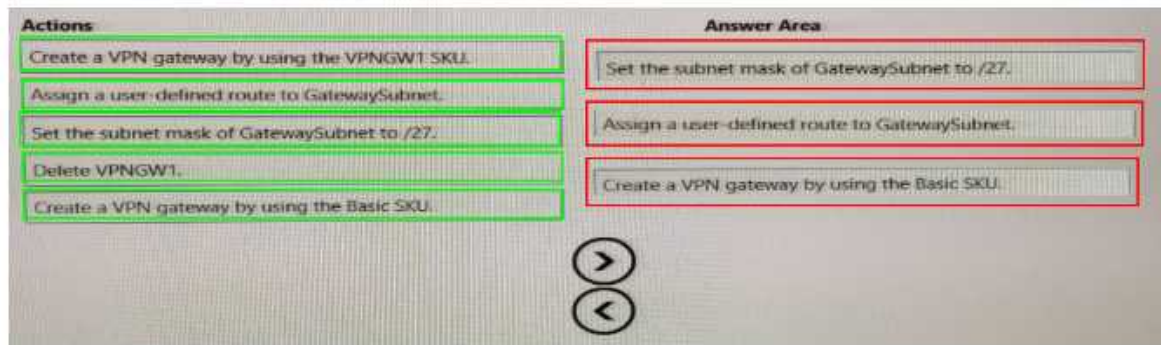 Actions
Answer Area
Create a VPN gateway by using the VPNGW1 SKU.
Assign a user-defined route to GatewaySubnet.
Set the subnet mask of GatewaySubnet to /27.
Delete VPNGW1.
Create a VPN gateway by using the Basic SKU.
Set the subnet mask of GatewaySubnet to /27.
Assign a user-defined route to GatewaySubnet.
Create a VPN gateway by using the Basic SKU.